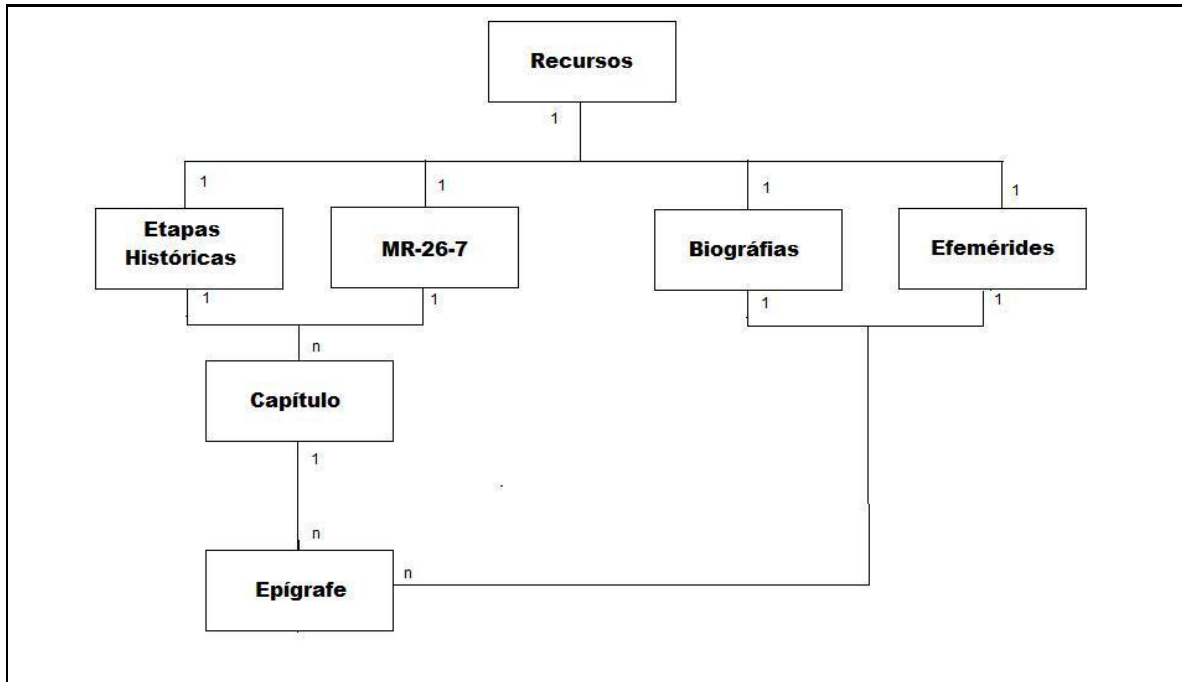 Recursos
1
1
1
1
1
Etapas
Históricas
MR-26-7
Biográfias
Efemérides
1
1
1
1
n
Capítulo
1
n
n
Epígrafe